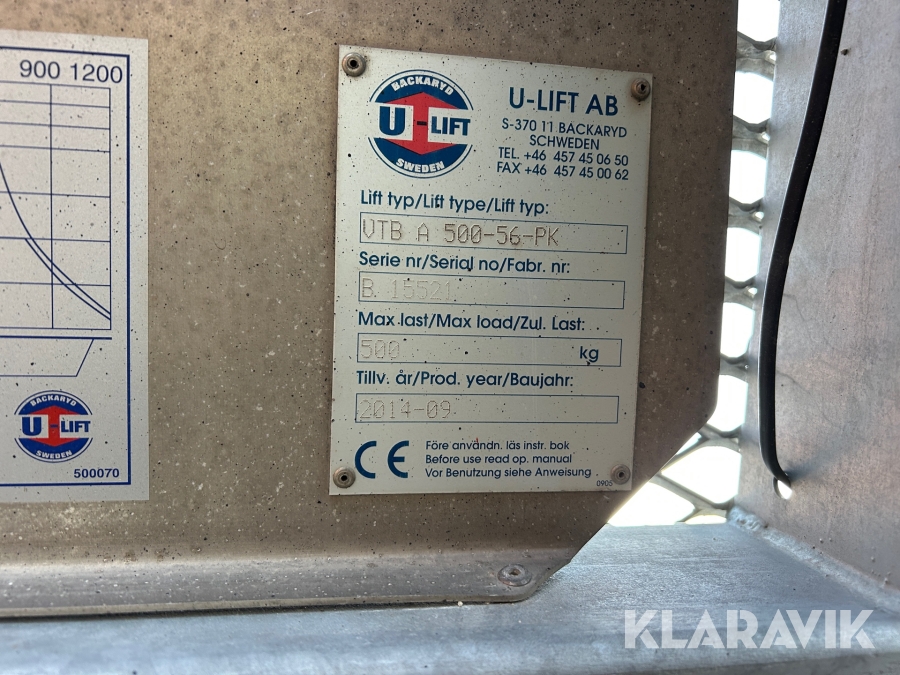 900 1200
BACKARYD
U-LIFT
SWEDEN
500070
BACKARYD
U-LIFT
SWEDEN
U-LIFT AB
S-370 11 BACKARYD
SCHWEDEN
TEL. +46 457 45 06 50
FAX +46 457 45 00 62
Lift typ/Lift type/Lift typ:
VTB A 500-56-PK
Serie nr/Serial no/Fabr. nr:
B 15521
Max last/Max load/Zul. Last:
500 kg
Tillv. år/Prod. year/Baujahr:
2014-09
CE
Före användn. läs instr. bok
Before use read op. manual
Vor Benutzung siehe Anweisung
0905
KLARAVIK